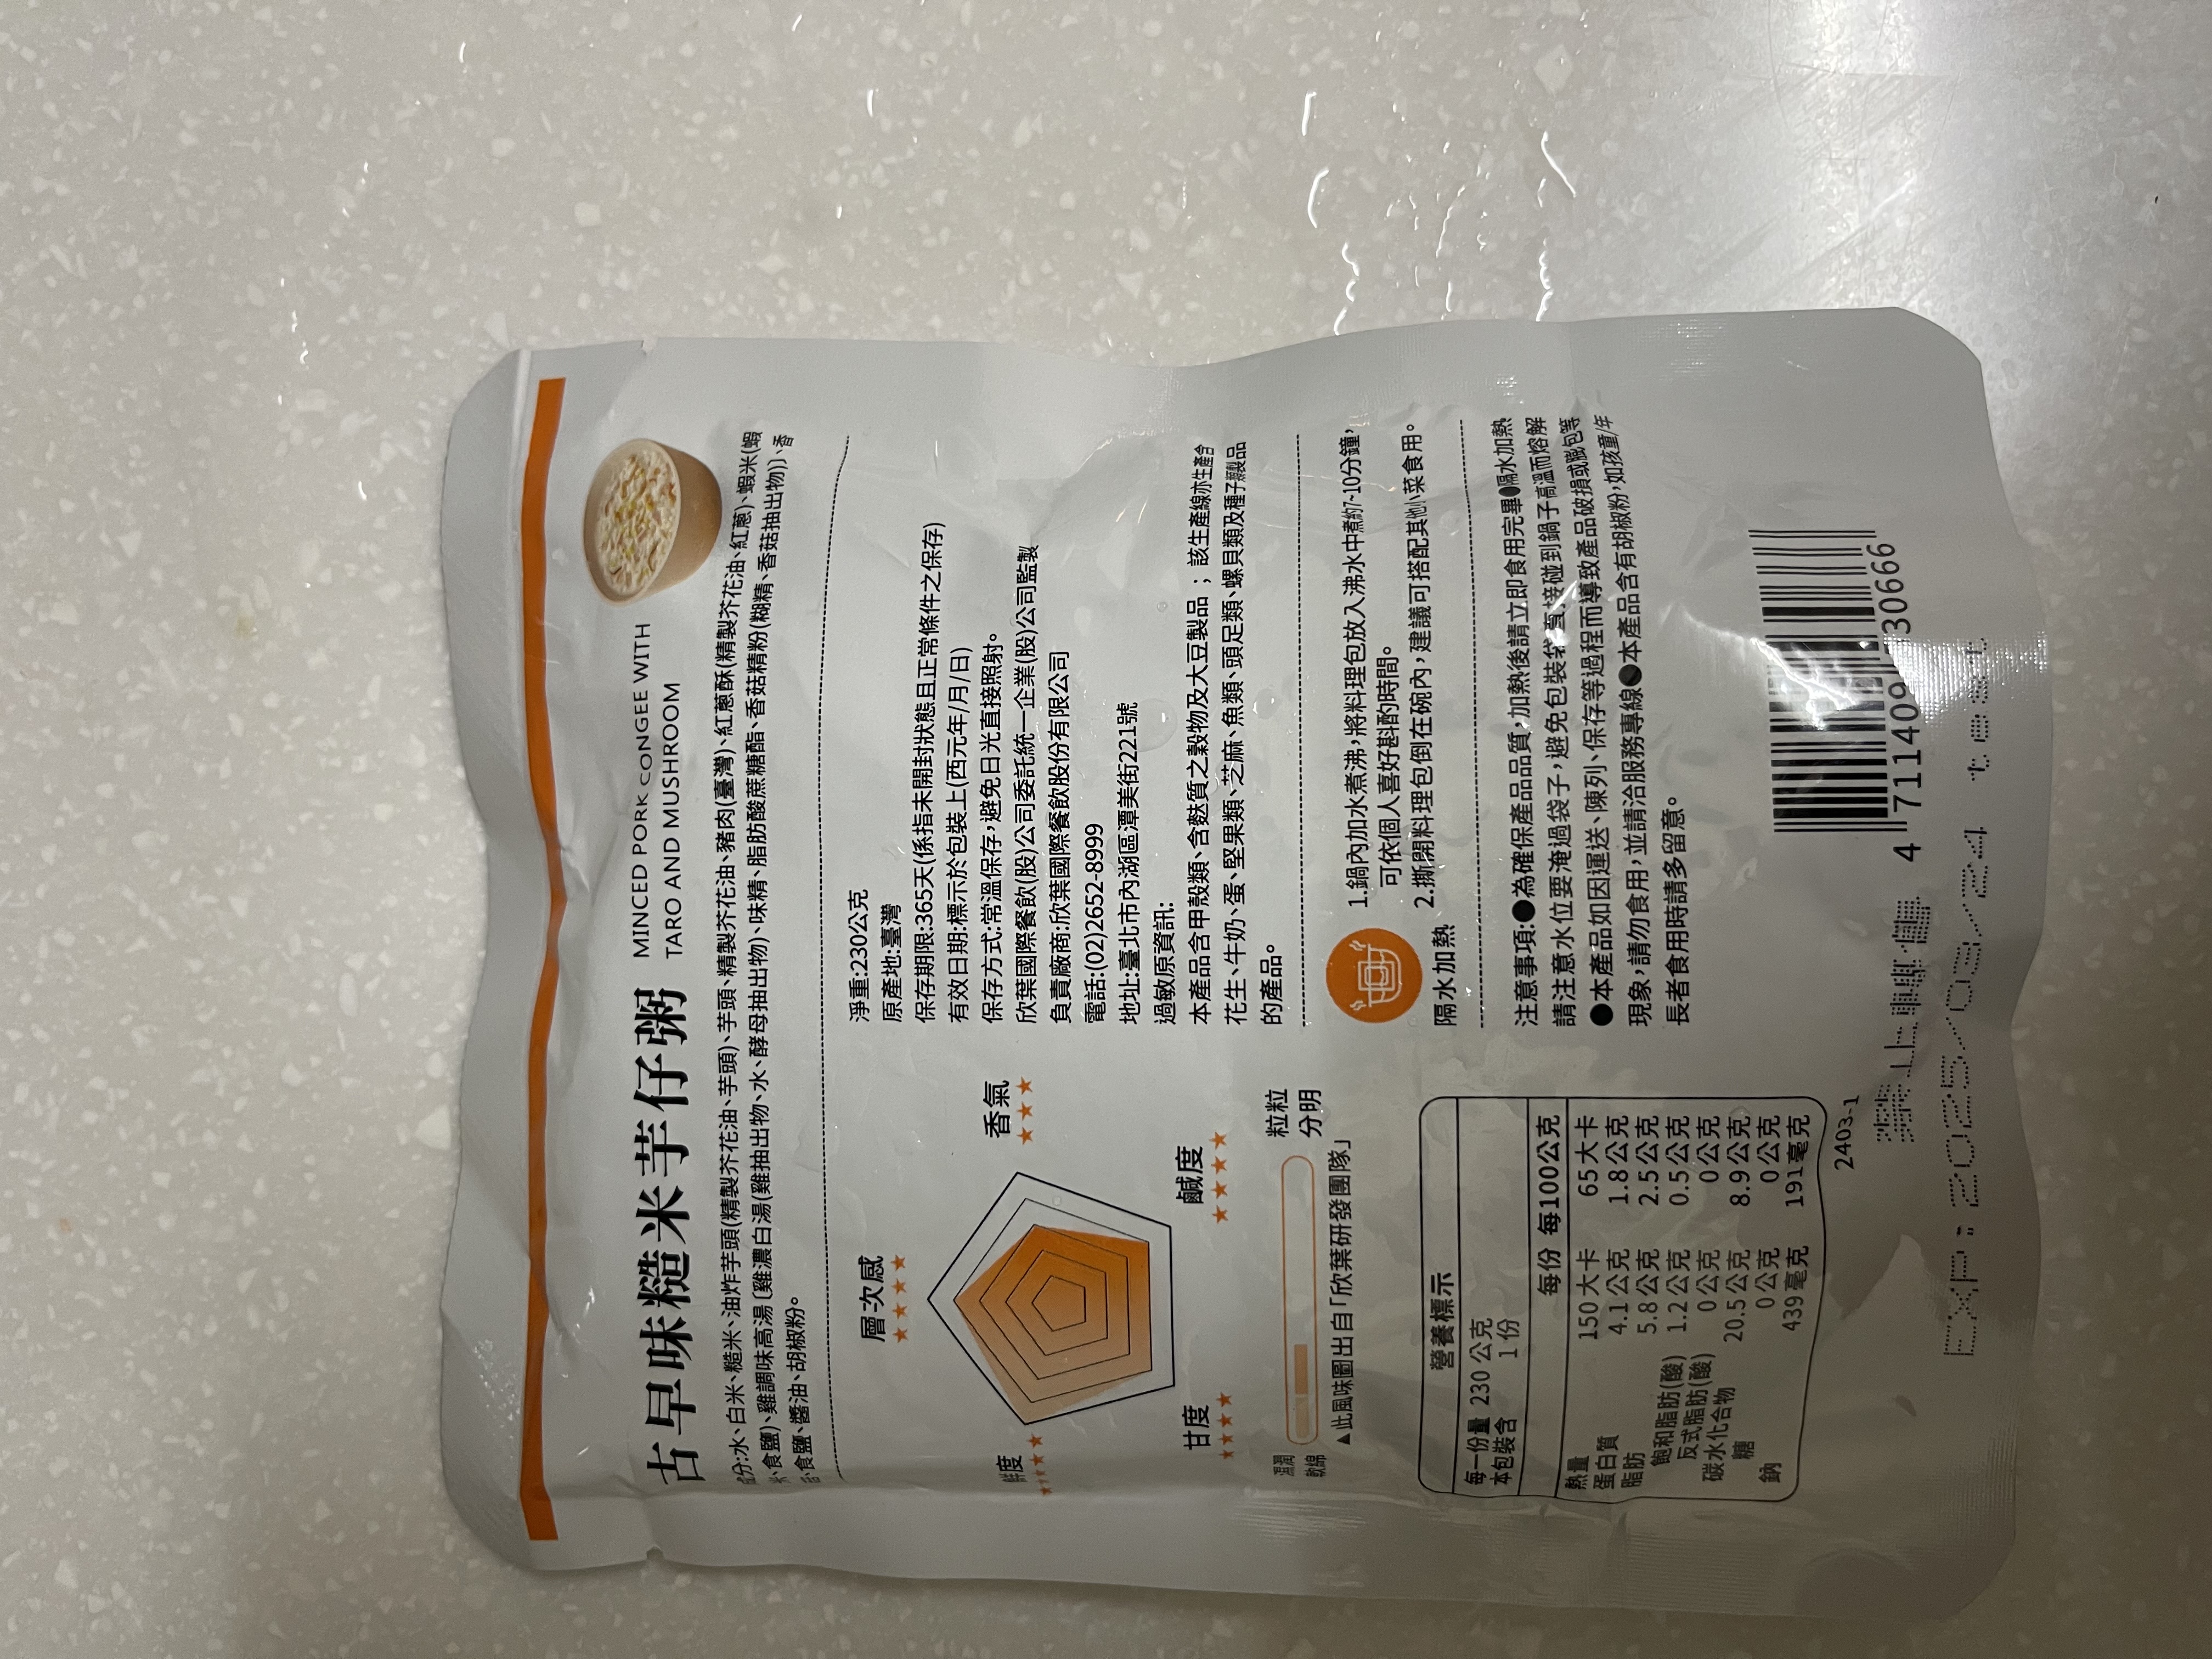 古早味糙米芋仔粥
MINCED PORK CONGEE WITH
TARO AND MUSHROOM
分:水、白米、糙米、油炸芋頭(精製芥花油、芋頭)、芋頭、精製芥花油、豬肉(臺灣)、紅蔥酥(精製芥花油、紅蔥)、蝦米(蝦
米、食鹽)、雞調味高湯〔雞濃白湯(雞抽出物、水、酵母抽出物)、味精、脂肪酸蔗糖酯、香菇精粉(糊精、香菇抽出物)〕、香
食鹽、醬油、胡椒粉。
層次感
★★★★
香氣
★★★
鮮度
★★★★★
甘度
★★★★
鹹度
★★★★★
濕潤
軟綿
粒粒
分明
▲此風味圖出自「欣葉研發團隊」
淨重:230公克
原產地:臺灣
保存期限:365天(係指未開封狀態且正常條件之保存)
有效日期:標示於包裝上(西元年/月/日)
保存方式:常溫保存,避免日光直接照射。
欣葉國際餐飲(股)公司委託統一企業(股)公司監製
負責廠商:欣葉國際餐飲股份有限公司
電話:(02)2652-8999
地址:臺北市內湖區潭美街221號
過敏原資訊:
本產品含甲殼類、含麩質之穀物及大豆製品；該生產線亦生產含
花生、牛奶、蛋、堅果類、芝麻、魚類、頭足類、螺貝類及種子類製品
的產品。
隔水加熱
1.鍋內加水煮沸,將料理包放入沸水中煮約7-10分鐘,
可依個人喜好斟酌時間。
2.撕開料理包倒在碗內,建議可搭配其他小菜食用。
注意事項:●為確保產品品質,加熱後請立即食用完畢●隔水加熱
請注意水位要淹過袋子,避免包裝袋直接碰到鍋子高溫而熔解
●本產品如因運送、陳列、保存等過程而導致產品破損或膨包等
現象,請勿食用,並請洽服務專線●本產品含有胡椒粉,如孩童/年
長者食用時請多留意。
營養標示
每一份量 230 公克
本包裝含 1 份
每份 每100公克
熱量 150 大卡 65 大卡
蛋白質 4.1 公克 1.8 公克
脂肪 5.8 公克 2.5 公克
飽和脂肪(酸) 1.2 公克 0.5 公克
反式脂肪(酸) 0 公克 0 公克
碳水化合物 20.5 公克 8.9 公克
糖 0 公克 0 公克
鈉 439 毫克 191 毫克
2403-1
4 711409 30666
禁止販售
EXP: 2025/08/24 test